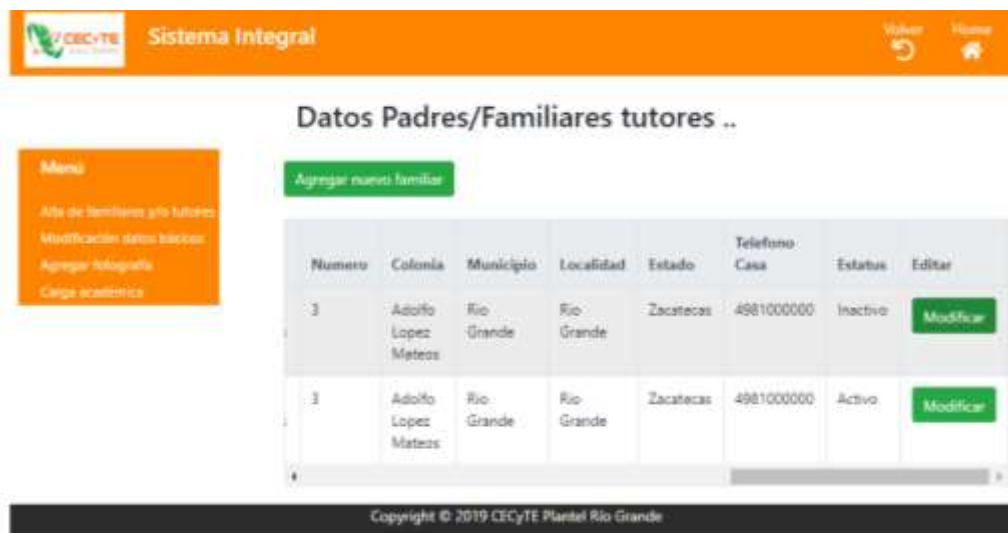 CECyTE
Sistema Integral
Volver
Home
Datos Padres/Familiares tutores ..
Menú
Alta de familiares y/o tutores
Modificación datos básicos
Agregar fotografía
Carga académica
Agregar nuevo familiar
Numero Colonia Municipio Localidad Estado Telefono Casa Estatus Editar
3 Adolfo Lopez Mateos Rio Grande Rio Grande Zacatecas 4981000000 Inactivo Modificar
3 Adolfo Lopez Mateos Rio Grande Rio Grande Zacatecas 4981000000 Activo Modificar
Copyright © 2019 CECyTE Plantel Río Grande